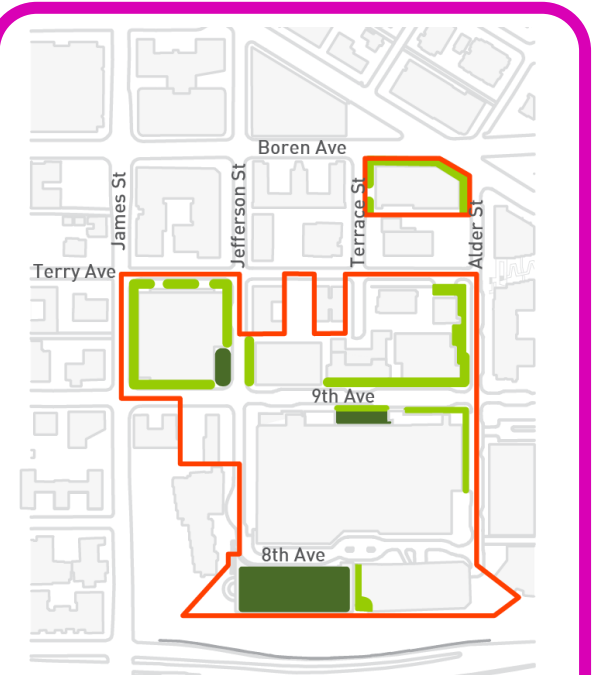 Boren Ave
James St
Jefferson St
Terrace St
Alder St
Terry Ave
9th Ave
8th Ave